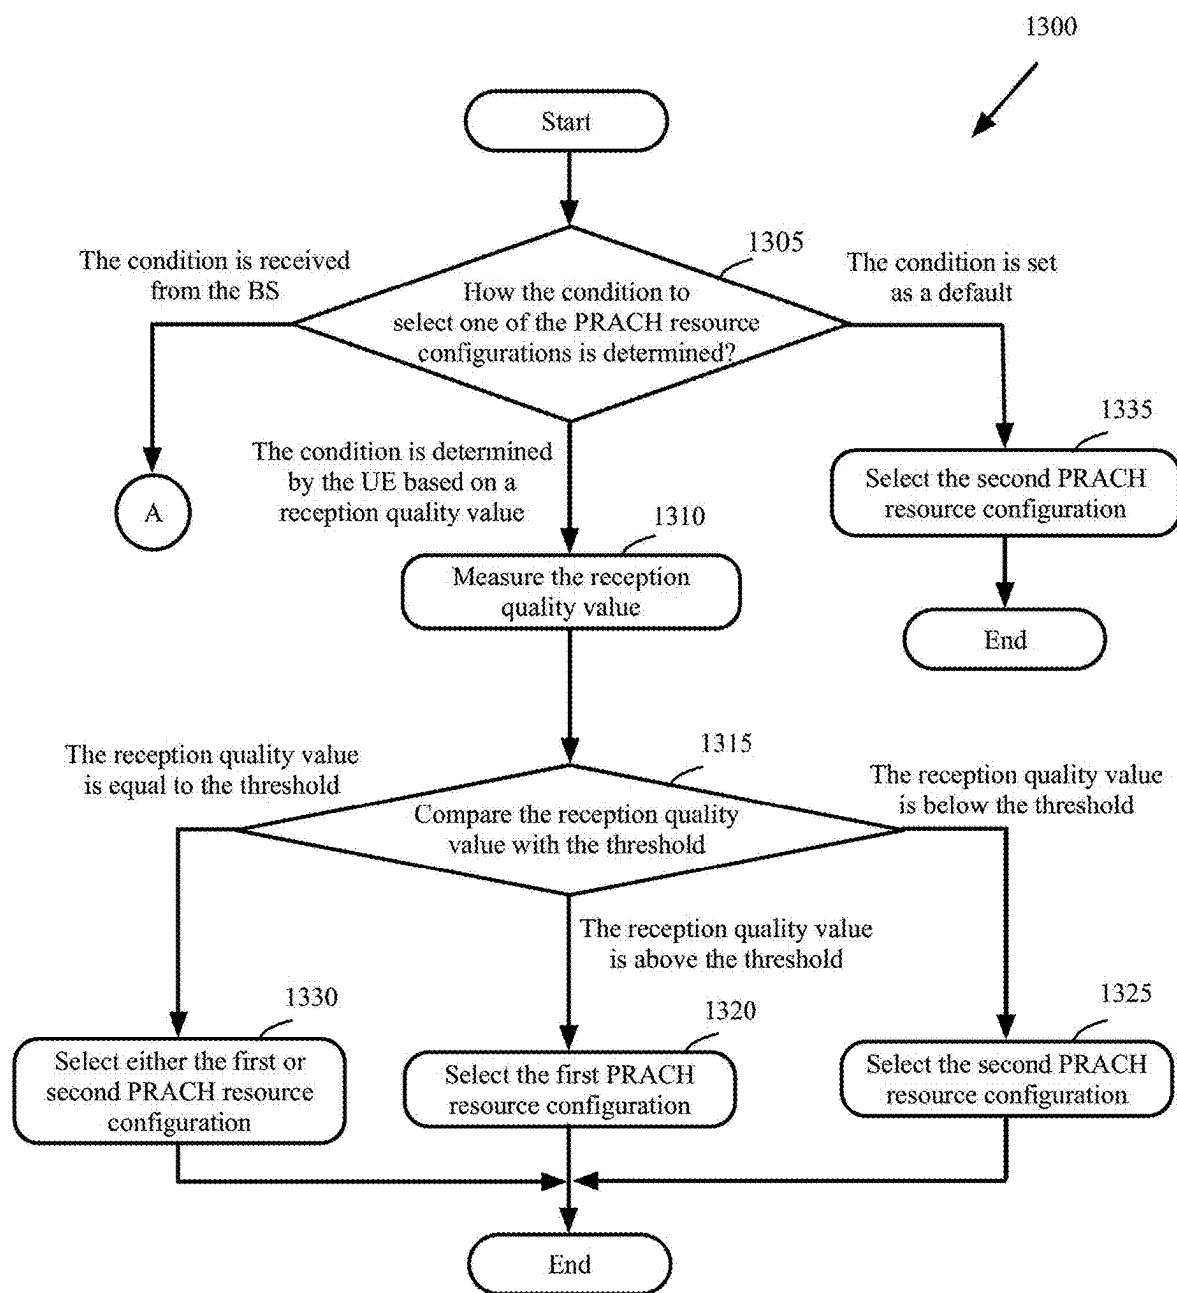 1300
Start
1305
The condition is received
from the BS
How the condition to
select one of the PRACH resource
configurations is determined?
The condition is set
as a default
1335
A
The condition is determined
by the UE based on a
reception quality value
Select the second PRACH
resource configuration
1310
Measure the reception
quality value
End
1315
The reception quality value
is equal to the threshold
Compare the reception quality
value with the threshold
The reception quality value
is below the threshold
The reception quality value
is above the threshold
1330
Select either the first or
second PRACH resource
configuration
1320
Select the first PRACH
resource configuration
1325
Select the second PRACH
resource configuration
End